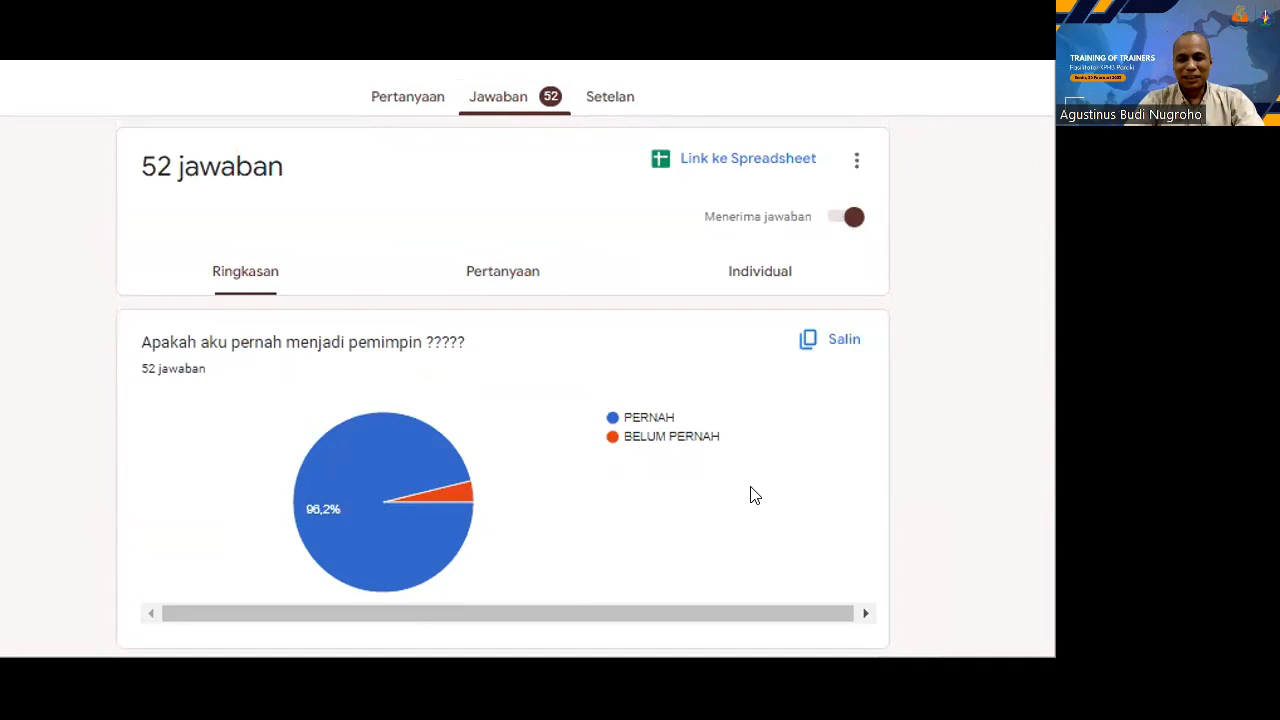 Pertanyaan Jawaban 52 Setelan
52 jawaban
Link ke Spreadsheet
Menerima jawaban
Ringkasan Pertanyaan Individual
Apakah aku pernah menjadi pemimpin ?????
Salin
52 jawaban
PERNAH
BELUM PERNAH
96,2%
TRAINING OF TRAINERS
Agustinus Budi Nugroho